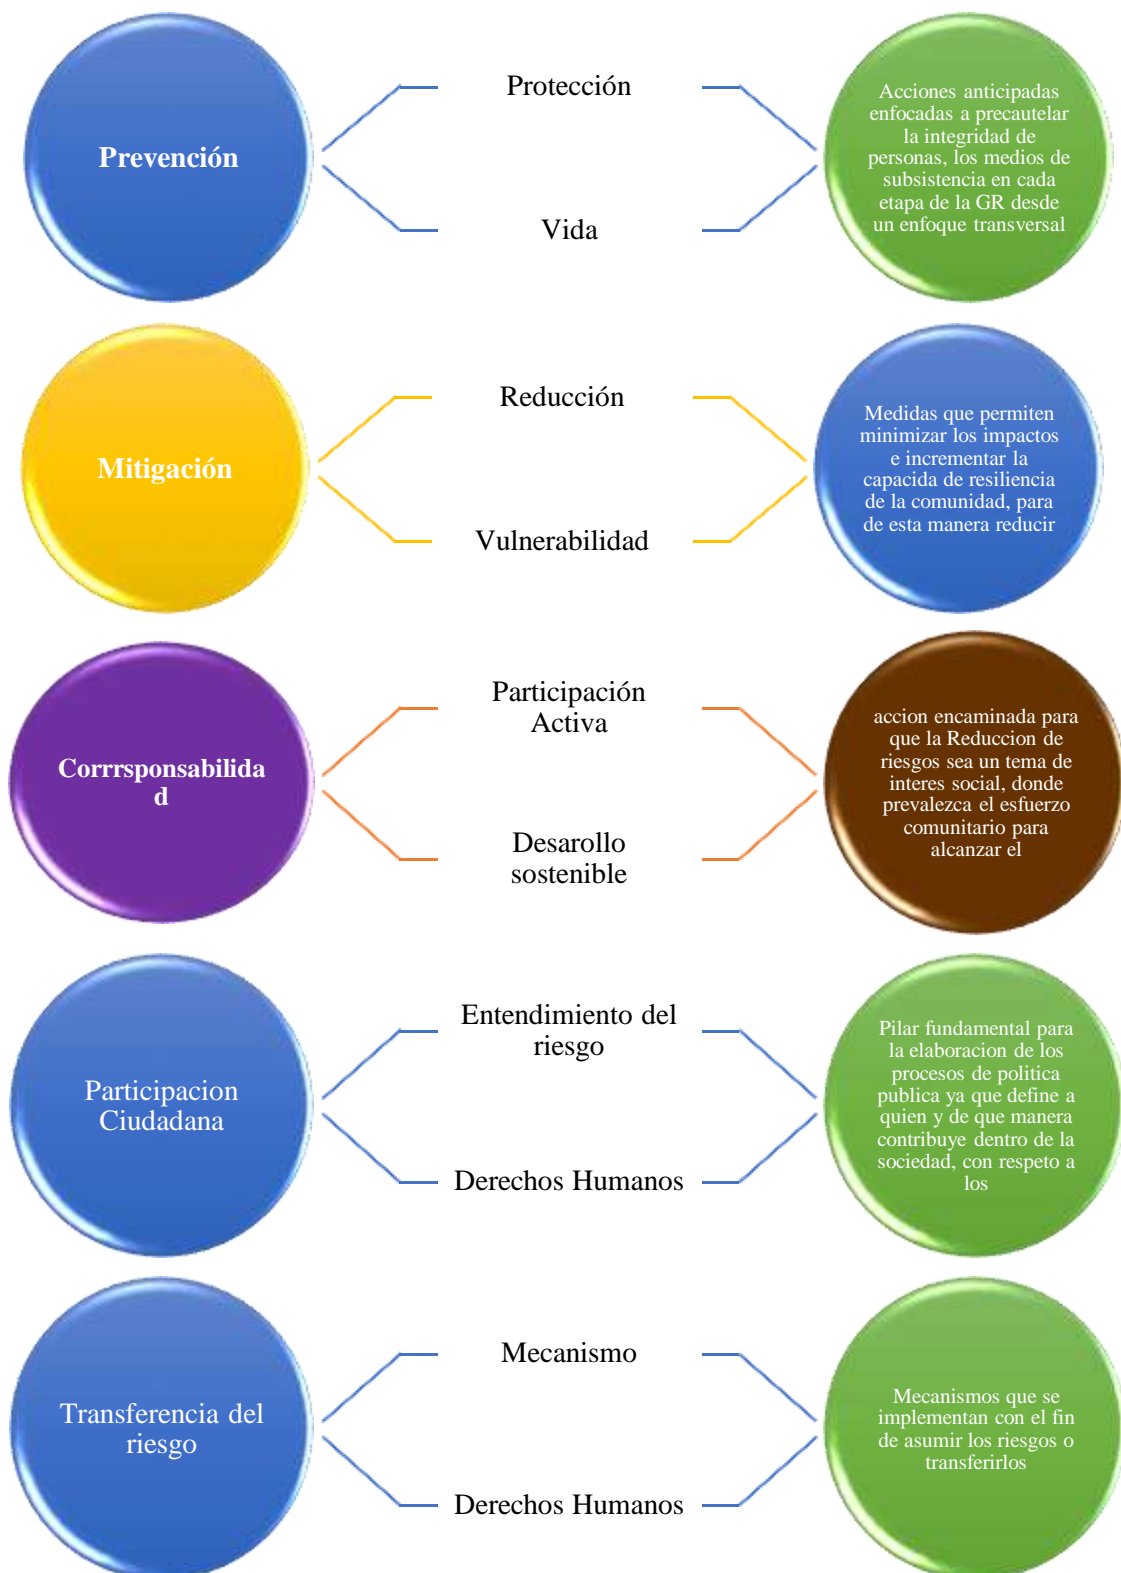 Prevención
Protección
Vida
Acciones anticipadas
enfocadas a precautelar
la integridad de
personas, los medios de
subsistencia en cada
etapa de la GR desde
un enfoque transversal
Mitigación
Reducción
Vulnerabilidad
Medidas que permiten
minimizar los impactos
e incrementar la
capacida de resiliencia
de la comunidad, para
de esta manera reducir
Corrrsponsabilida
d
Participación
Activa
Desarollo
sostenible
accion encaminada para
que la Reduccion de
riesgos sea un tema de
interes social, donde
prevalezca el esfuerzo
comunitario para
alcanzar el
Participacion
Ciudadana
Entendimiento del
riesgo
Derechos Humanos
Pilar fundamental para
la elaboracion de los
procesos de politica
publica ya que define a
quien y de que manera
contribuye dentro de la
sociedad, con respeto a
los
Transferencia del
riesgo
Mecanismo
Derechos Humanos
Mecanismos que se
implementan con el fin
de asumir los riesgos o
transferirlos